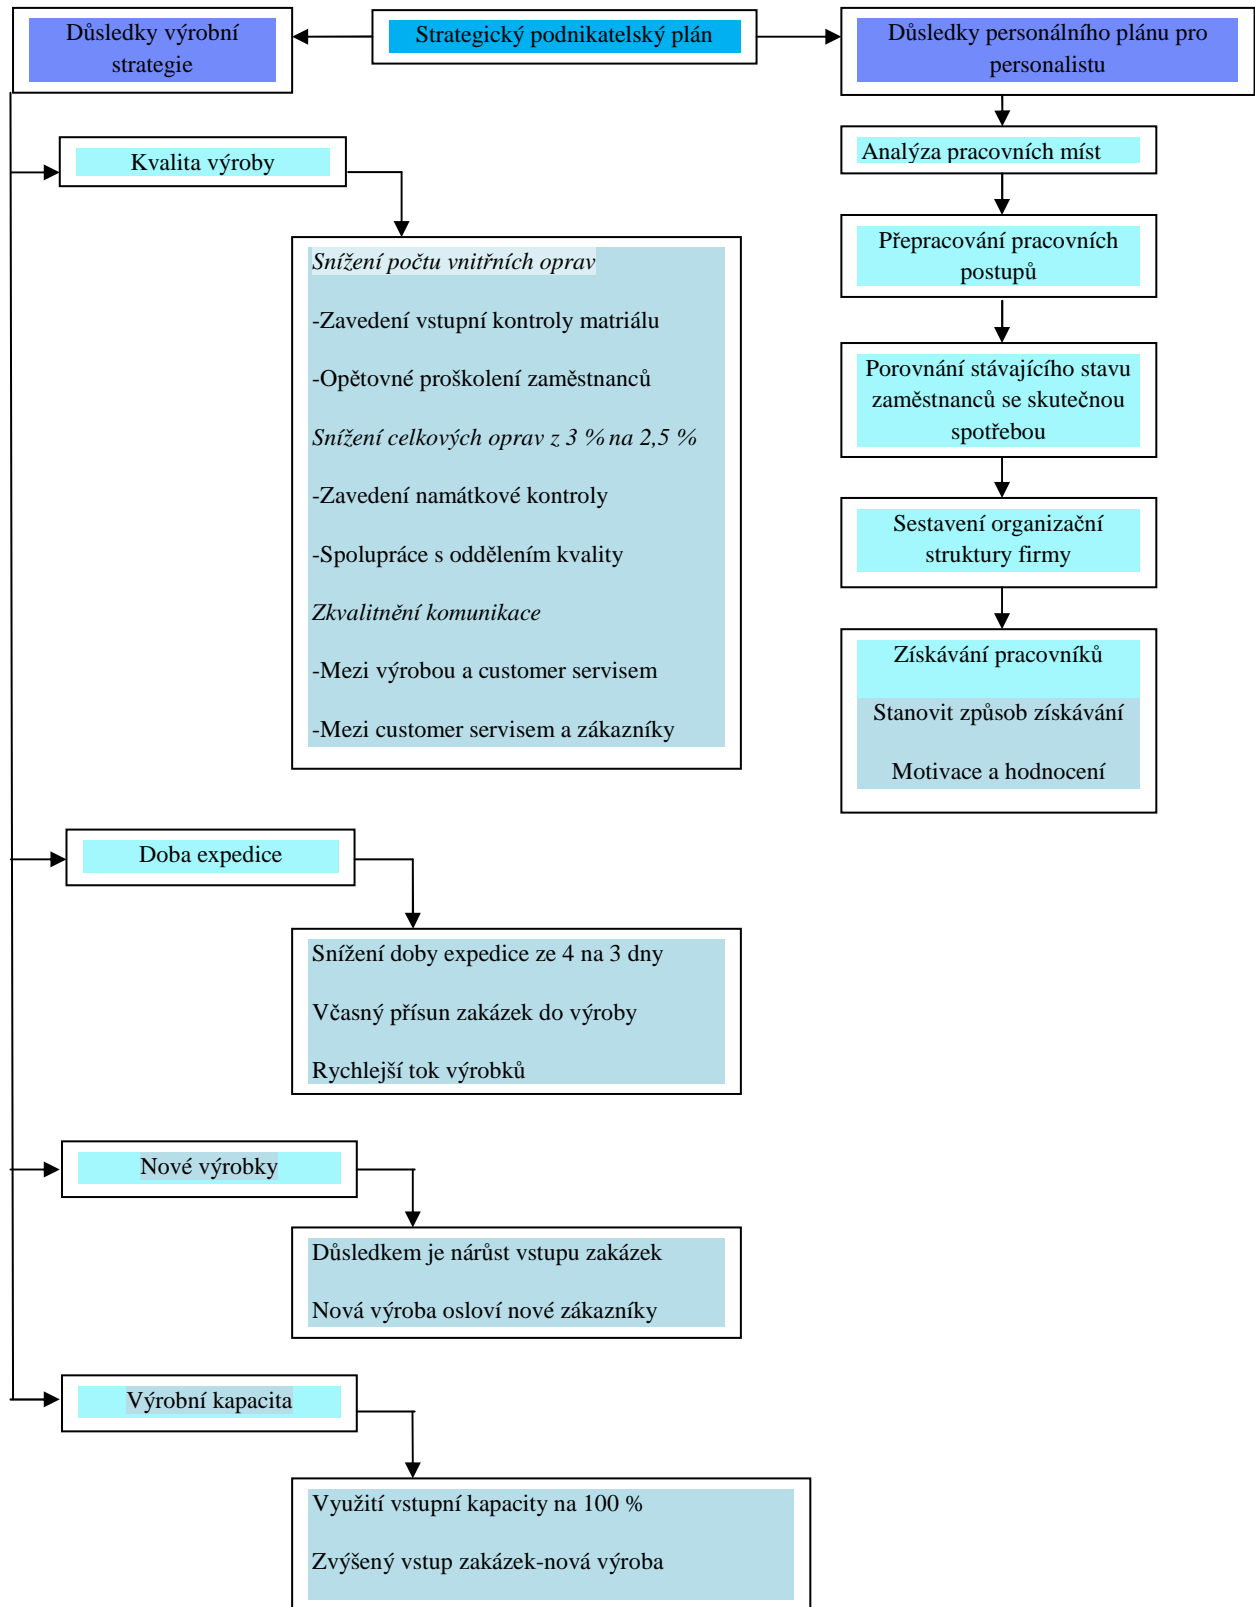 Důsledky výrobní
strategie
Strategický podnikatelský plán
Důsledky personálního plánu pro
personalistu
Kvalita výroby
Snížení počtu vnitřních oprav
-Zavedení vstupní kontroly matriálu
-Opětovné proškolení zaměstnanců
Snížení celkových oprav z 3 % na 2,5 %
-Zavedení namátkové kontroly
-Spolupráce s oddělením kvality
Zkvalitnění komunikace
-Mezi výrobou a customer servisem
-Mezi customer servisem a zákazníky
Doba expedice
Snížení doby expedice ze 4 na 3 dny
Včasný přísun zakázek do výroby
Rychlejší tok výrobků
Nové výrobky
Důsledkem je nárůst vstupu zakázek
Nová výroba osloví nové zákazníky
Výrobní kapacita
Využití vstupní kapacity na 100 %
Zvýšený vstup zakázek-nová výroba
Analýza pracovních míst
Přepracování pracovních
postupů
Porovnání stávajícího stavu
zaměstnanců se skutečnou
spotřebou
Sestavení organizační
struktury firmy
Získávání pracovníků
Stanovit způsob získávání
Motivace a hodnocení